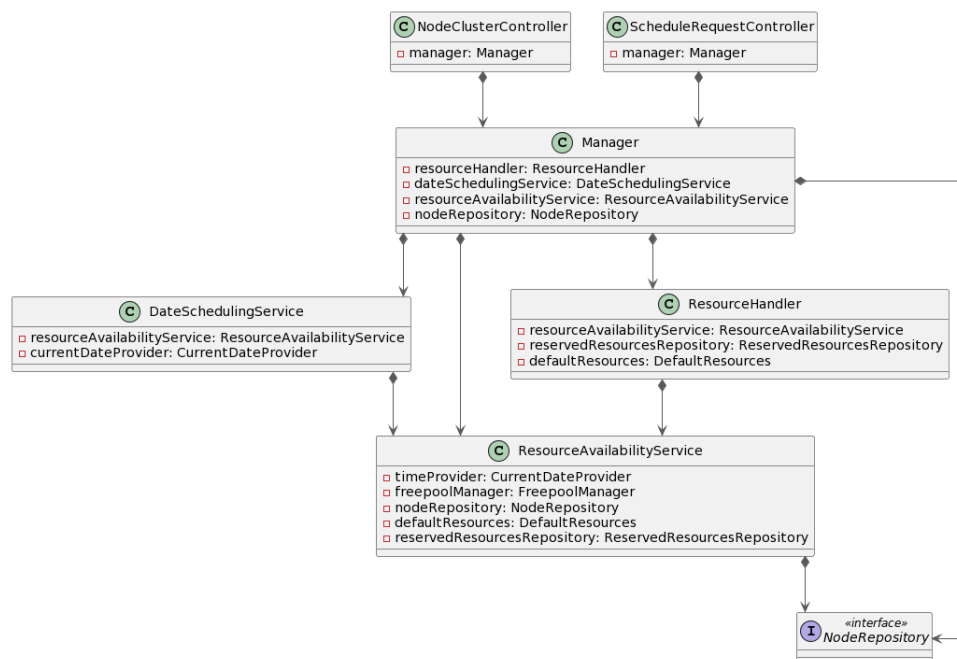 C NodeClusterController
manager: Manager
C ScheduleRequestController
manager: Manager
C Manager
resourceHandler: ResourceHandler
dateSchedulingService: DateSchedulingService
resourceAvailabilityService: ResourceAvailabilityService
nodeRepository: NodeRepository
C DateSchedulingService
resourceAvailabilityService: ResourceAvailabilityService
currentDateProvider: CurrentDateProvider
C ResourceHandler
resourceAvailabilityService: ResourceAvailabilityService
reservedResourcesRepository: ReservedResourcesRepository
defaultResources: DefaultResources
C ResourceAvailabilityService
timeProvider: CurrentDateProvider
freepoolManager: FreepoolManager
nodeRepository: NodeRepository
defaultResources: DefaultResources
reservedResourcesRepository: ReservedResourcesRepository
«interface»
I NodeRepository